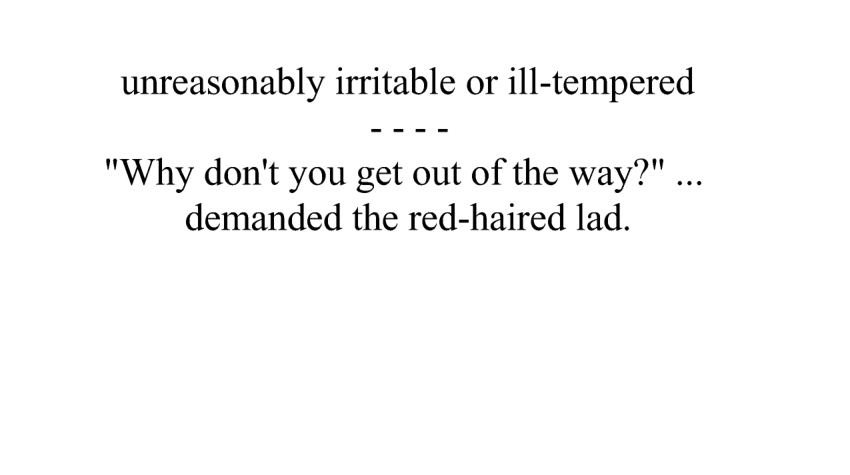 unreasonably irritable or ill-tempered
- - - -
"Why don't you get out of the way?" ...
demanded the red-haired lad.